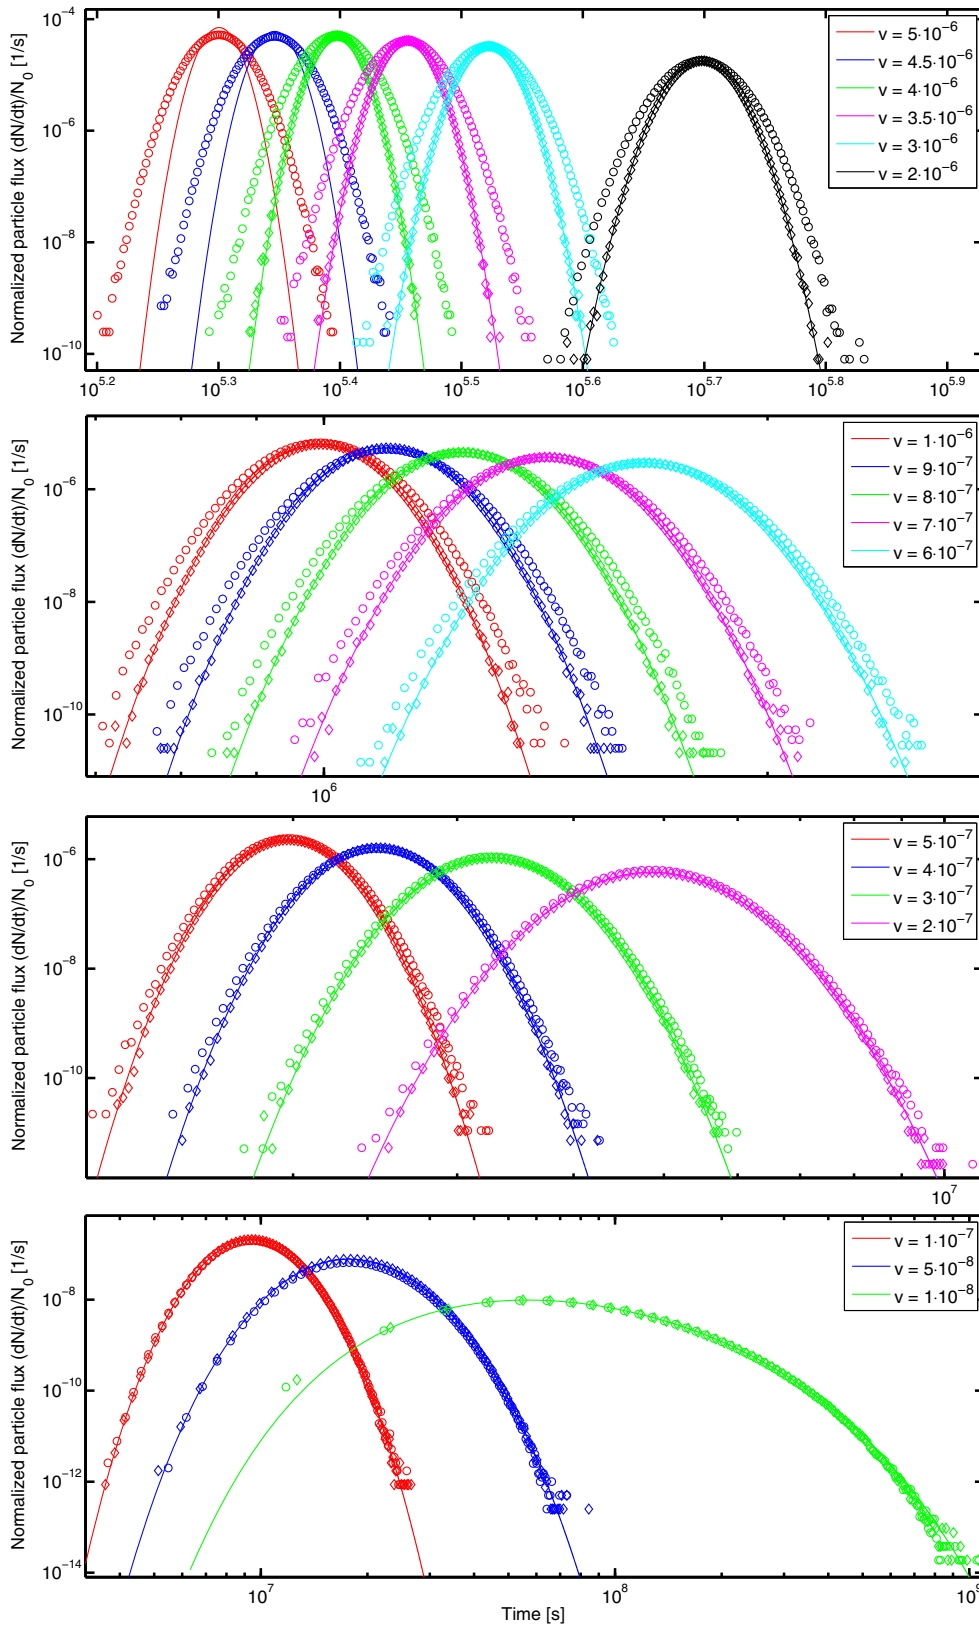 Normalized particle flux (dN/dt)/N_0 [1/s]
10^−4
10^−6
10^−8
10^−10
v = 5·10^−6
v = 4.5·10^−6
v = 4·10^−6
v = 3.5·10^−6
v = 3·10^−6
v = 2·10^−6
10^5.2 10^5.3 10^5.4 10^5.5 10^5.6 10^5.7 10^5.8 10^5.9
Normalized particle flux (dN/dt)/N_0 [1/s]
10^−6
10^−8
10^−10
v = 1·10^−6
v = 9·10^−7
v = 8·10^−7
v = 7·10^−7
v = 6·10^−7
10^6
Normalized particle flux (dN/dt)/N_0 [1/s]
10^−6
10^−8
10^−10
v = 5·10^−7
v = 4·10^−7
v = 3·10^−7
v = 2·10^−7
10^7
Normalized particle flux (dN/dt)/N_0 [1/s]
10^−8
10^−10
10^−12
10^−14
v = 1·10^−7
v = 5·10^−8
v = 1·10^−8
10^7 10^8 10^9
Time [s]